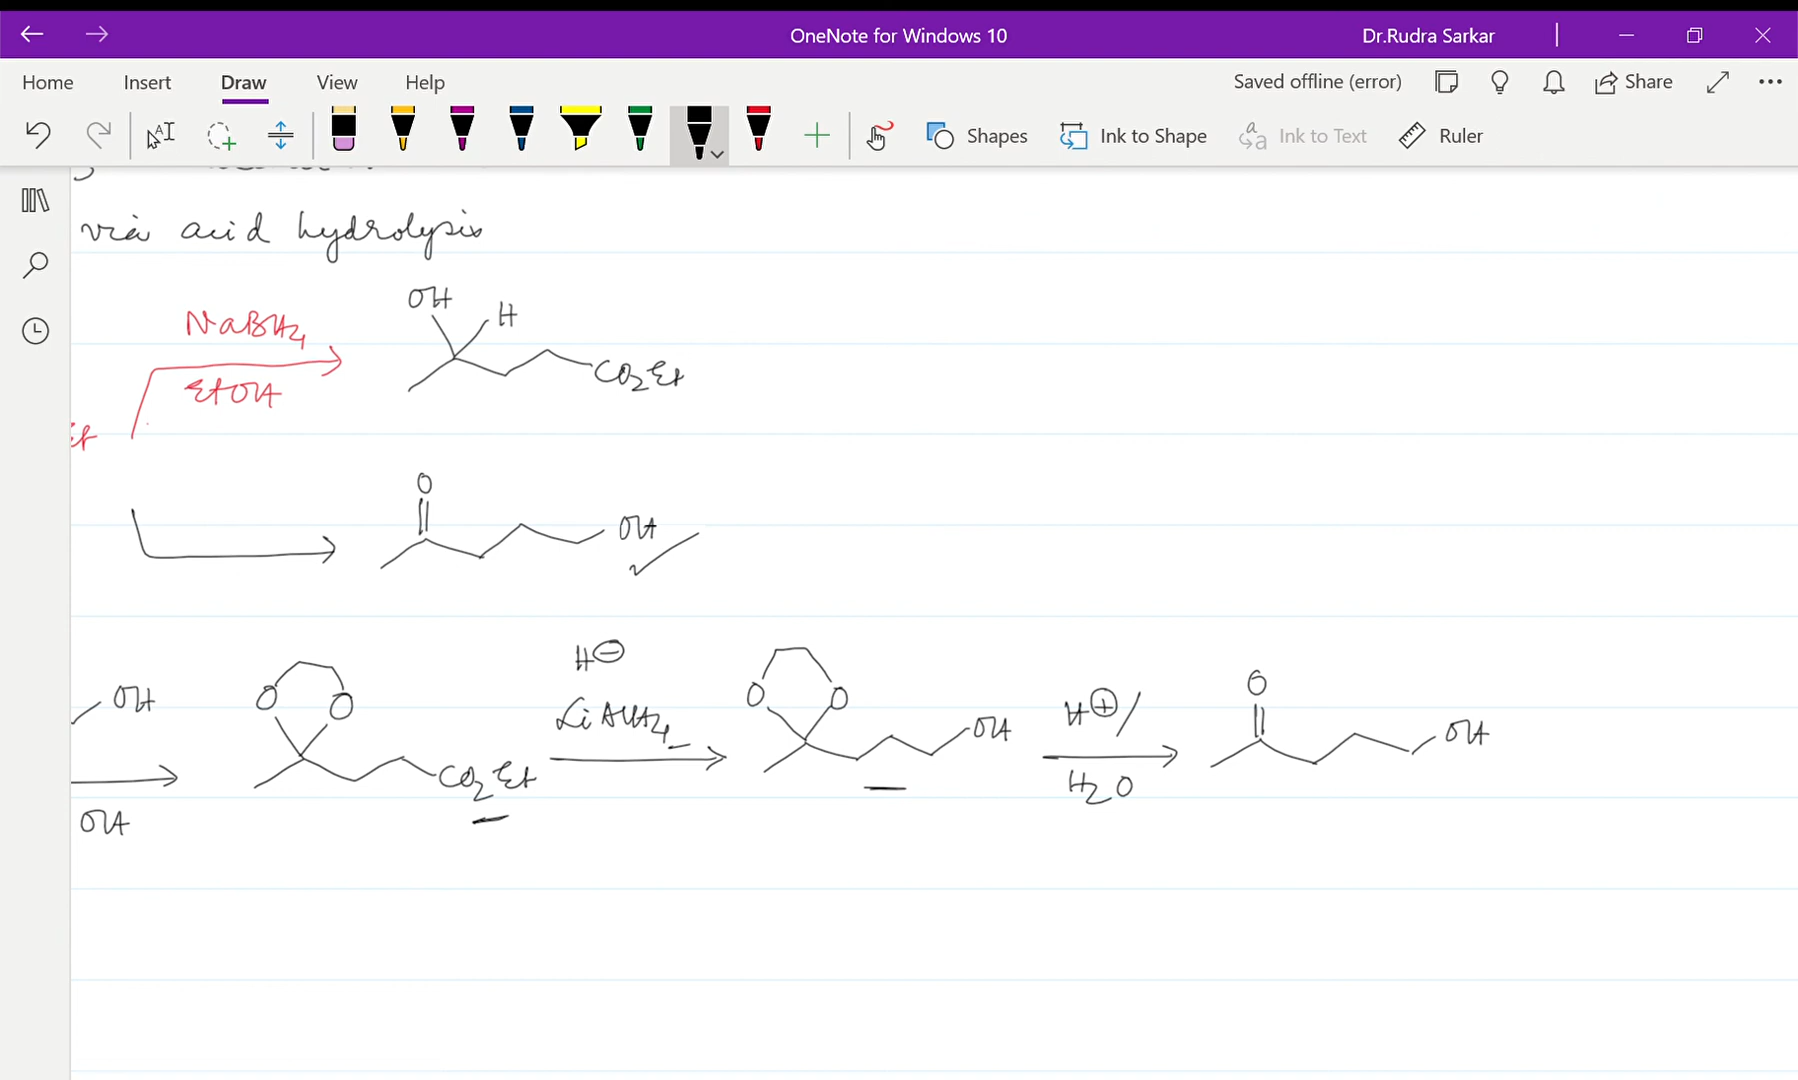 OneNote for Windows 10
Dr.Rudra Sarkar
Home Insert Draw View Help
Saved offline (error)
Share
Shapes
Ink to Shape
Ink to Text
Ruler
via acid hydrolysis
OH
H
NaBH4
EtOH
CO2Et
Et
O
OH
H⊖
OH
O O
LiAlH4
CO2Et
OH
O O
OH
H⊕/
H2O
O
OH